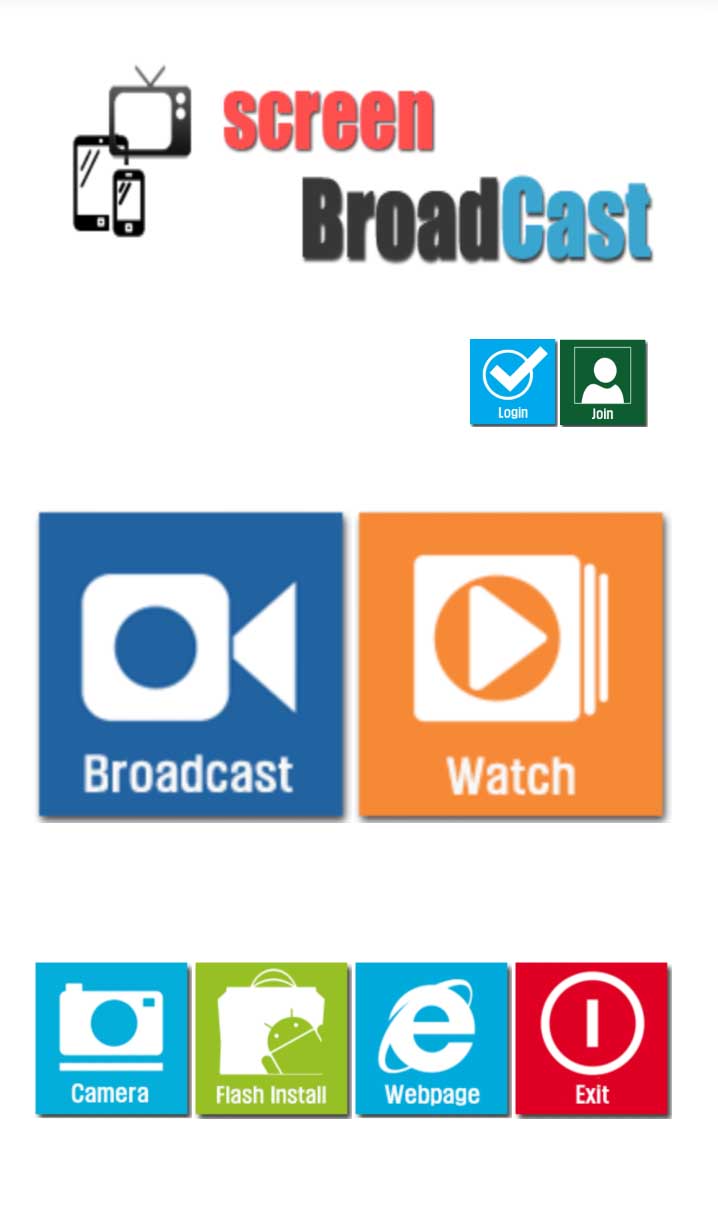 screen
BroadCast
Login
Join
Broadcast
Watch
Camera
Flash Install
Webpage
Exit